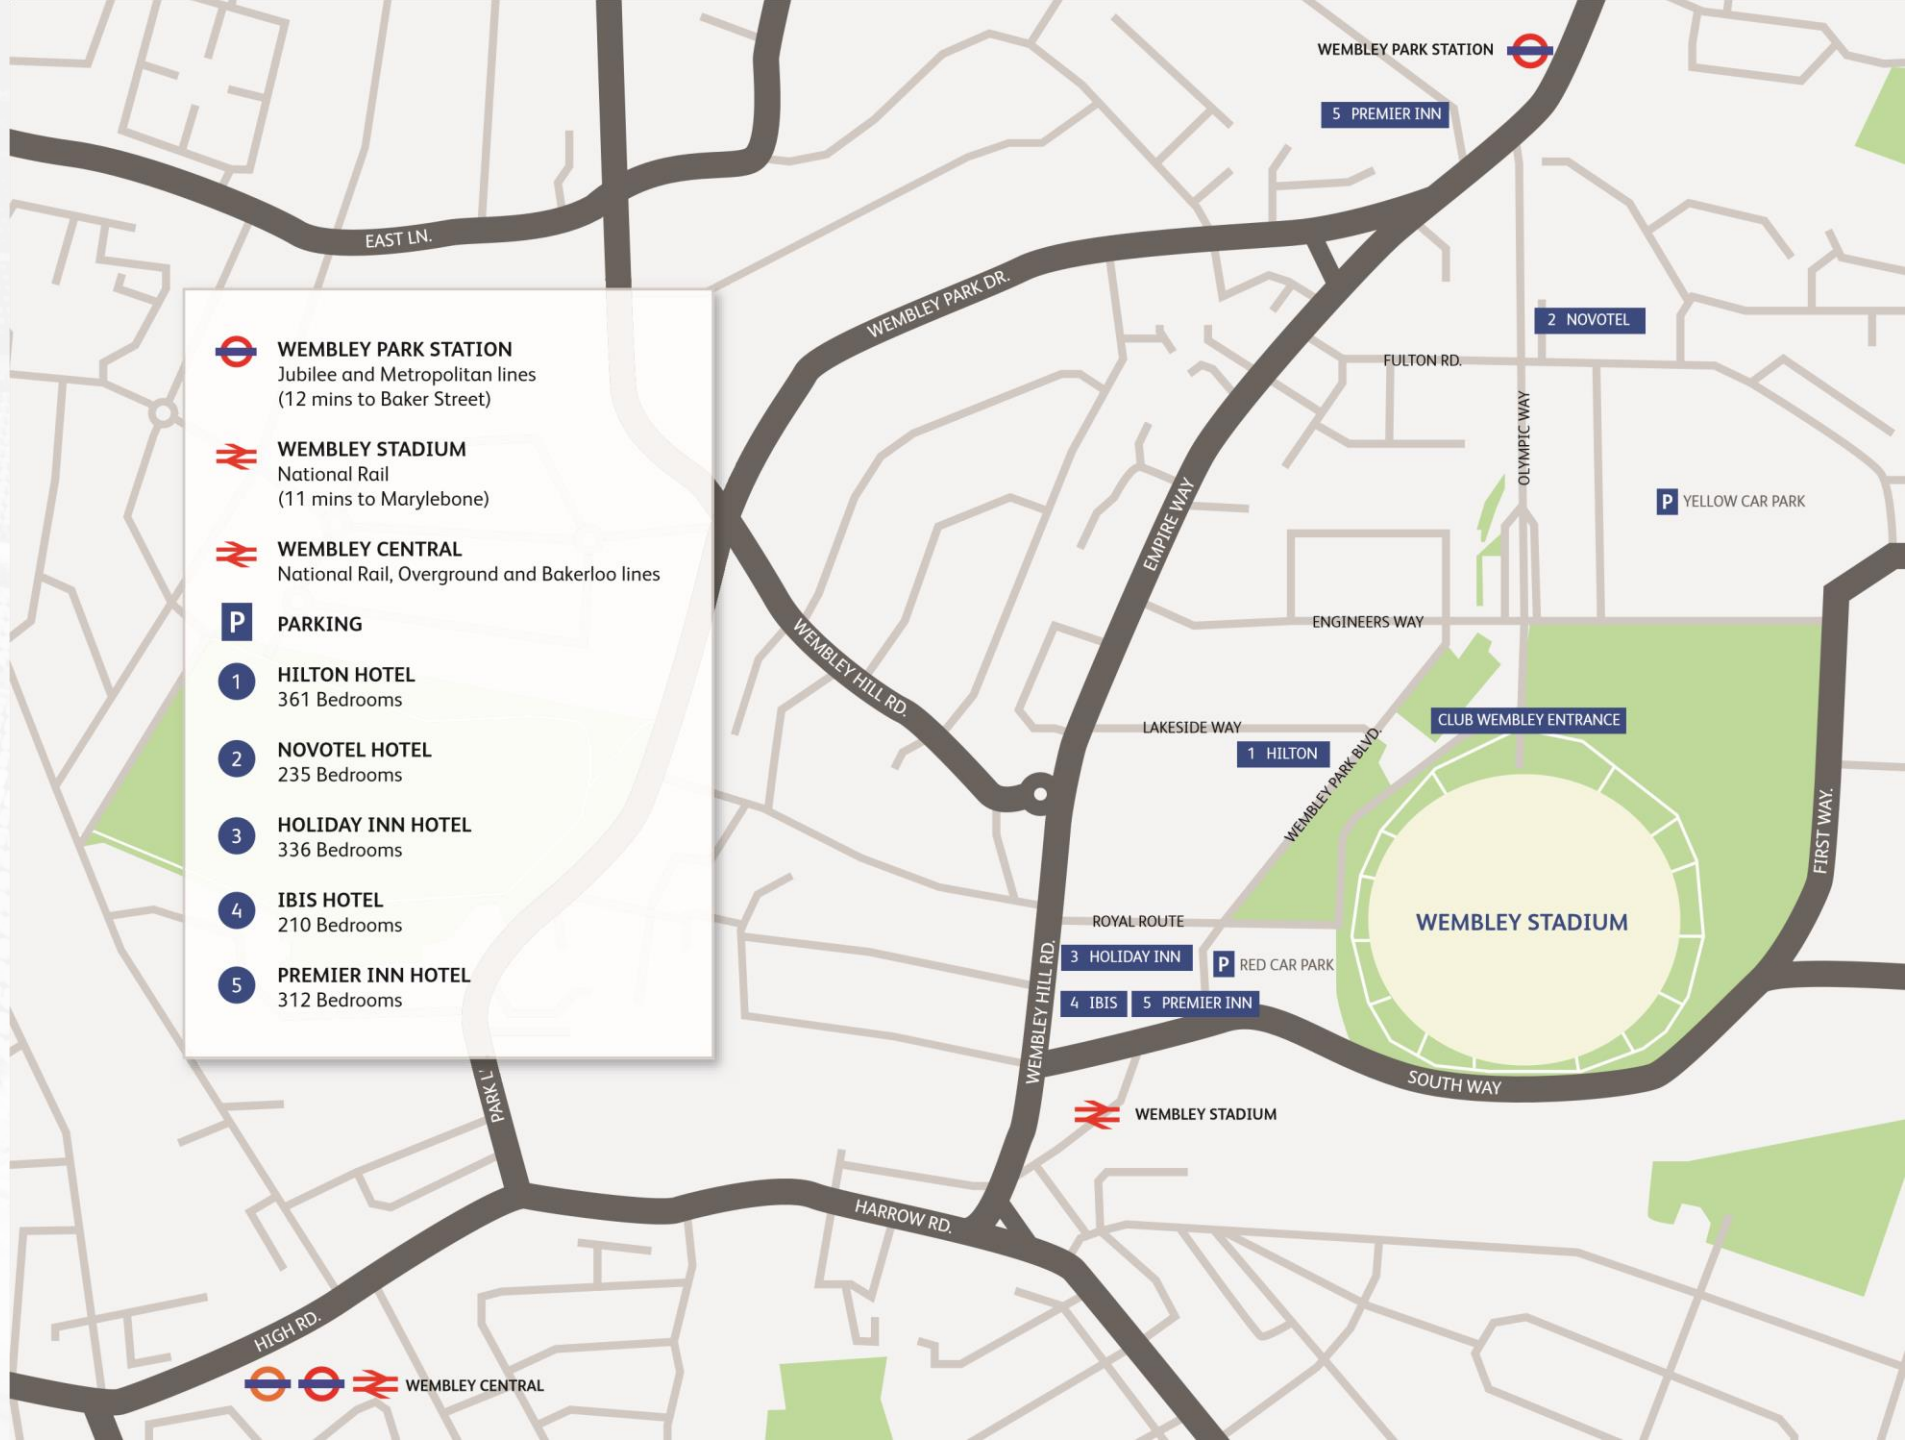 WEMBLEY PARK STATION
5 PREMIER INN
EAST LN.
WEMBLEY PARK DR.
2 NOVOTEL
FULTON RD.
OLYMPIC WAY
P YELLOW CAR PARK
EMPIRE WAY
ENGINEERS WAY
WEMBLEY HILL RD.
LAKESIDE WAY
CLUB WEMBLEY ENTRANCE
1 HILTON
WEMBLEY PARK BLVD.
FIRST WAY.
ROYAL ROUTE
WEMBLEY STADIUM
3 HOLIDAY INN
P RED CAR PARK
4 IBIS
5 PREMIER INN
WEMBLEY HILL RD.
SOUTH WAY
WEMBLEY STADIUM
PARK L
HARROW RD.
HIGH RD.
WEMBLEY CENTRAL
WEMBLEY PARK STATION
Jubilee and Metropolitan lines
(12 mins to Baker Street)
WEMBLEY STADIUM
National Rail
(11 mins to Marylebone)
WEMBLEY CENTRAL
National Rail, Overground and Bakerloo lines
P PARKING
1 HILTON HOTEL
361 Bedrooms
2 NOVOTEL HOTEL
235 Bedrooms
3 HOLIDAY INN HOTEL
336 Bedrooms
4 IBIS HOTEL
210 Bedrooms
5 PREMIER INN HOTEL
312 Bedrooms